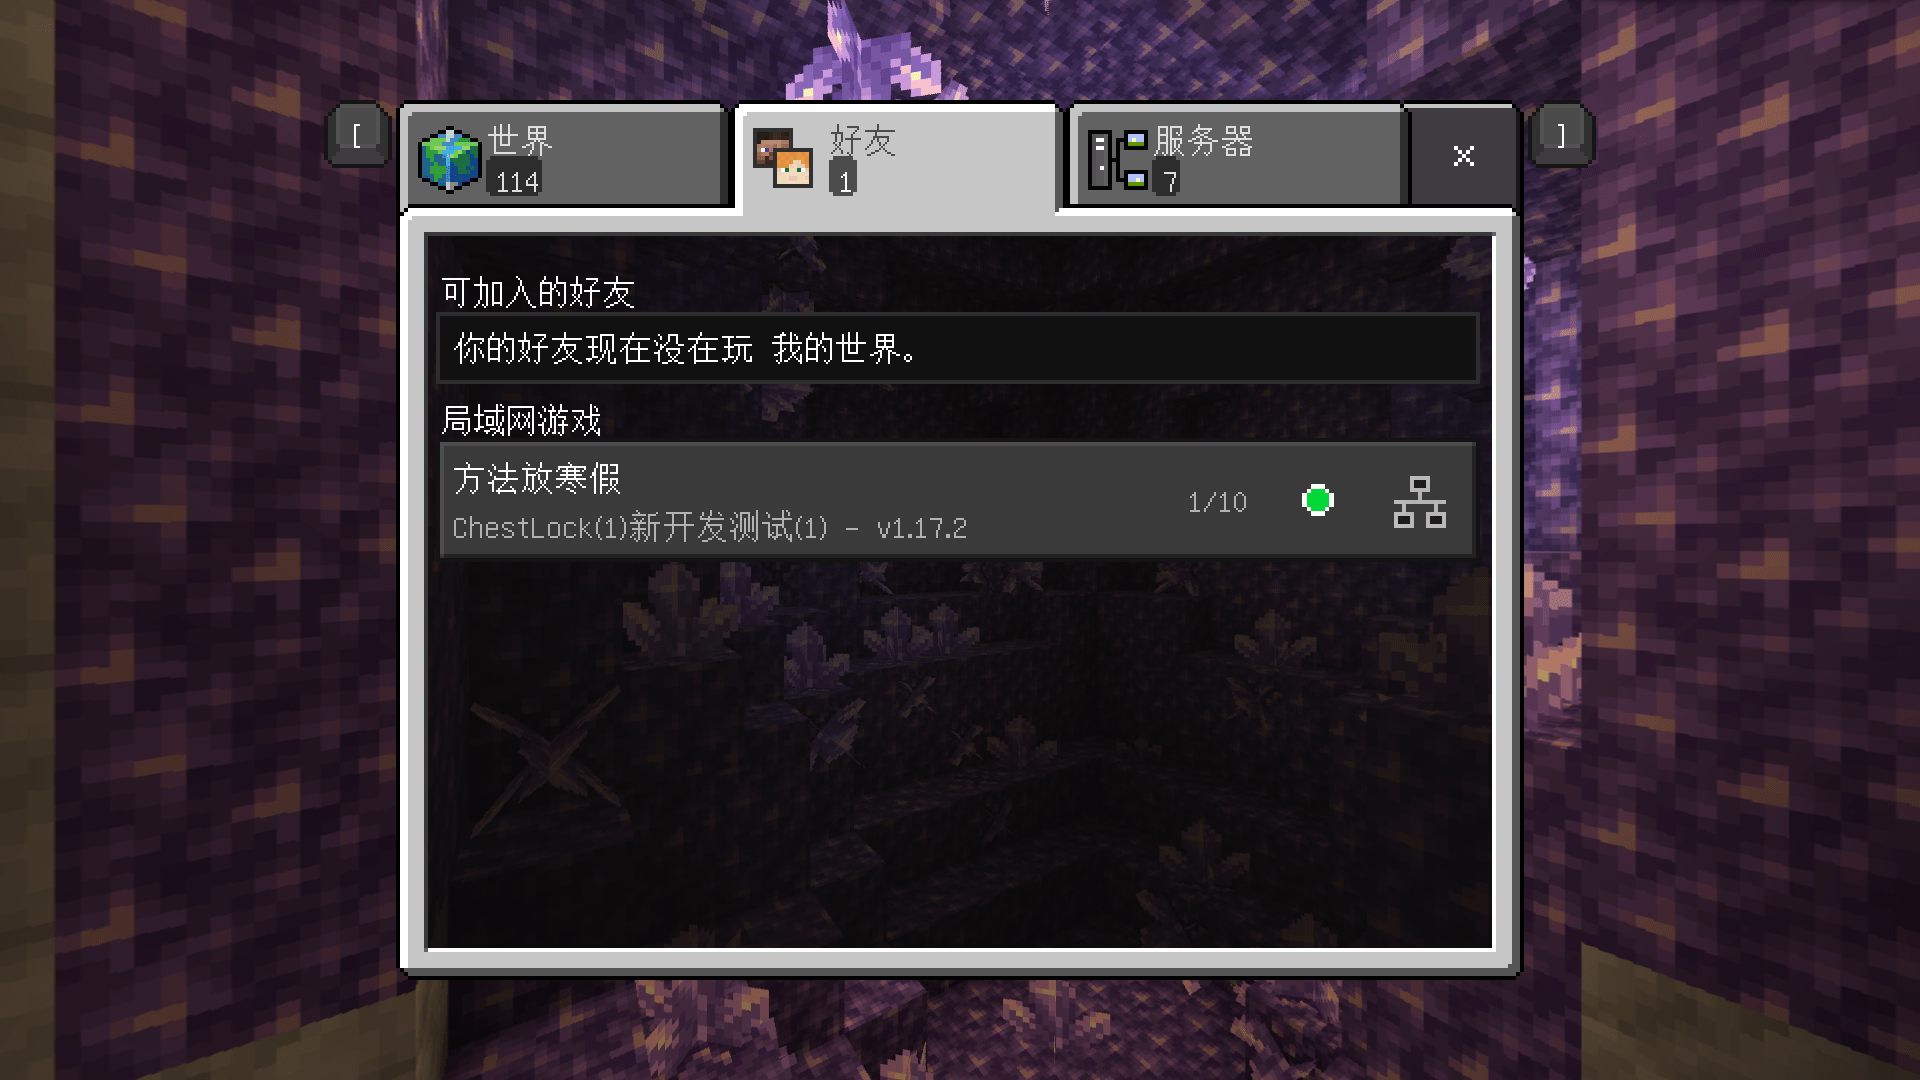 [
世界
114
好友
1
服务器
7
]
可加入的好友
你的好友现在没在玩 我的世界。
局域网游戏
方法放寒假
ChestLock(1)新开发测试(1) - v1.17.2
1/10